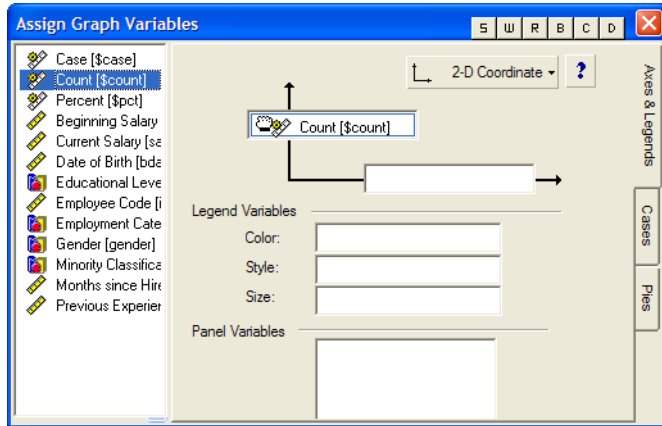 Assign Graph Variables
S W R B C D
Case [$case]
Count [$count]
Percent [$pct]
Beginning Salary
Current Salary [sa
Date of Birth [bda
Educational Leve
Employee Code [i
Employment Cate
Gender [gender]
Minority Classifica
Months since Hire
Previous Experien
2-D Coordinate
?
Count [$count]
Legend Variables
Color:
Style:
Size:
Panel Variables
Axes & Legends
Cases
Pies